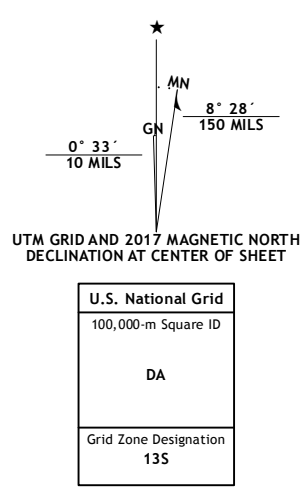 ★
MN
GN
8° 28´
150 MILS
0° 33´
10 MILS
UTM GRID AND 2017 MAGNETIC NORTH
DECLINATION AT CENTER OF SHEET
U.S. National Grid
100,000-m Square ID
DA
Grid Zone Designation
13S